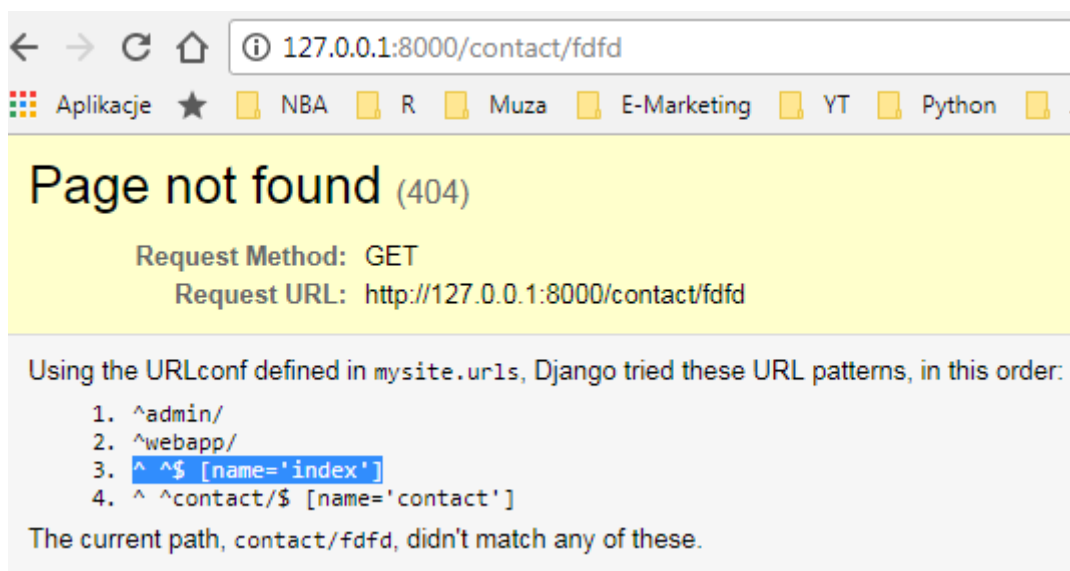 127.0.0.1:8000/contact/fdfd
Aplikacje NBA R Muza E-Marketing YT Python
Page not found (404)
Request Method: GET
Request URL: http://127.0.0.1:8000/contact/fdfd
Using the URLconf defined in mysite.urls, Django tried these URL patterns, in this order:
1. ^admin/
2. ^webapp/
3. ^ ^$ [name='index']
4. ^ ^contact/$ [name='contact']
The current path, contact/fdfd, didn't match any of these.